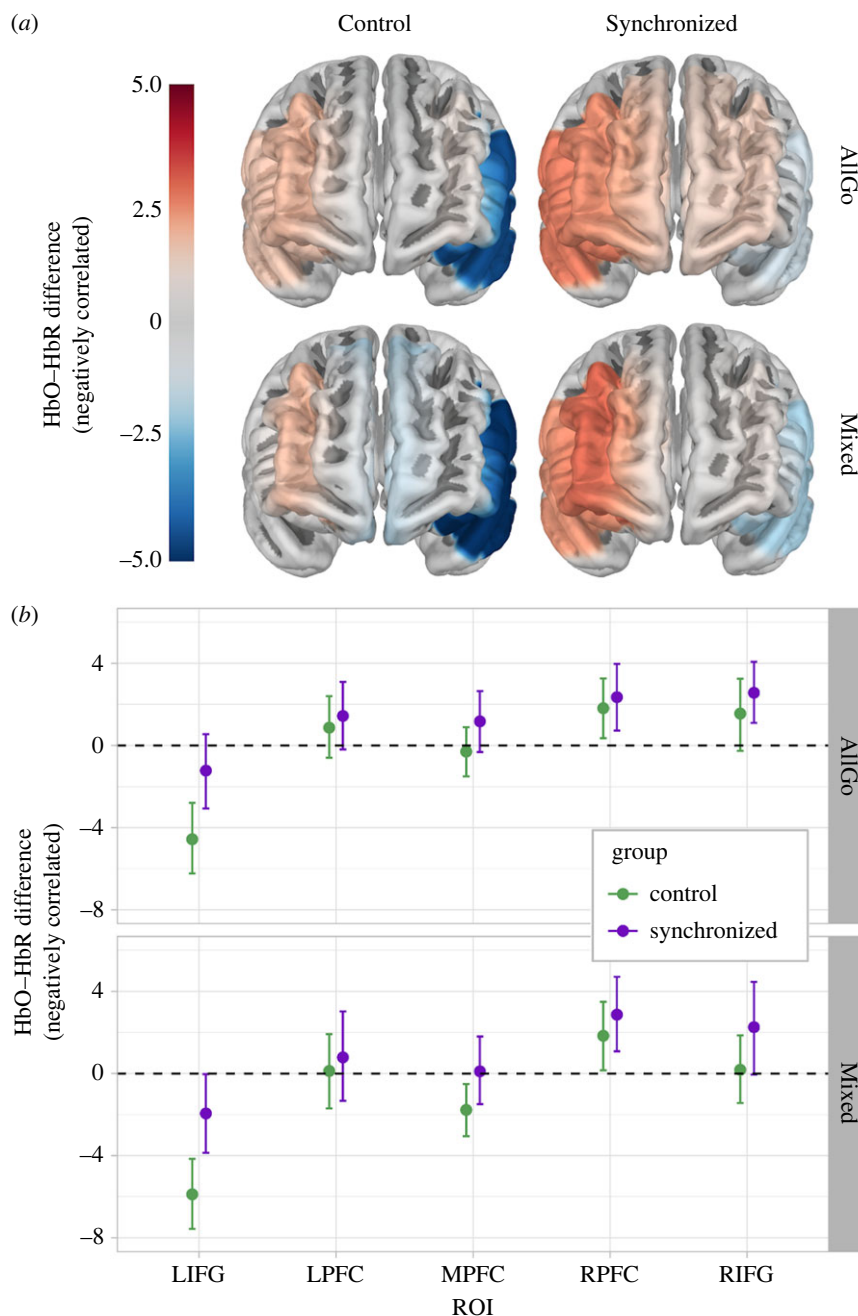 (a)
Control
Synchronized
5.0
2.5
0
−2.5
−5.0
HbO–HbR difference
(negatively correlated)
AllGo
Mixed
(b)
4
0
−4
−8
AllGo
HbO–HbR difference
(negatively correlated)
group
control
synchronized
4
0
−4
−8
Mixed
LIFG
LPFC
MPFC
RPFC
RIFG
ROI